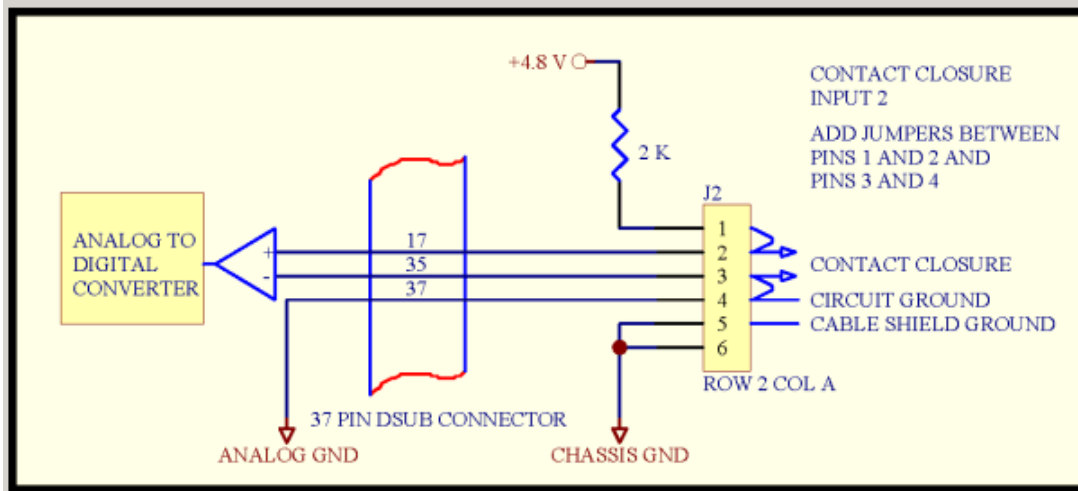 +4.8 V
CONTACT CLOSURE
INPUT 2
ADD JUMPERS BETWEEN
PINS 1 AND 2 AND
PINS 3 AND 4
2 K
J2
ANALOG TO
DIGITAL
CONVERTER
+
-
17
35
37
1
2
3
4
5
6
CONTACT CLOSURE
CIRCUIT GROUND
CABLE SHIELD GROUND
ROW 2 COL A
37 PIN DSUB CONNECTOR
ANALOG GND
CHASSIS GND